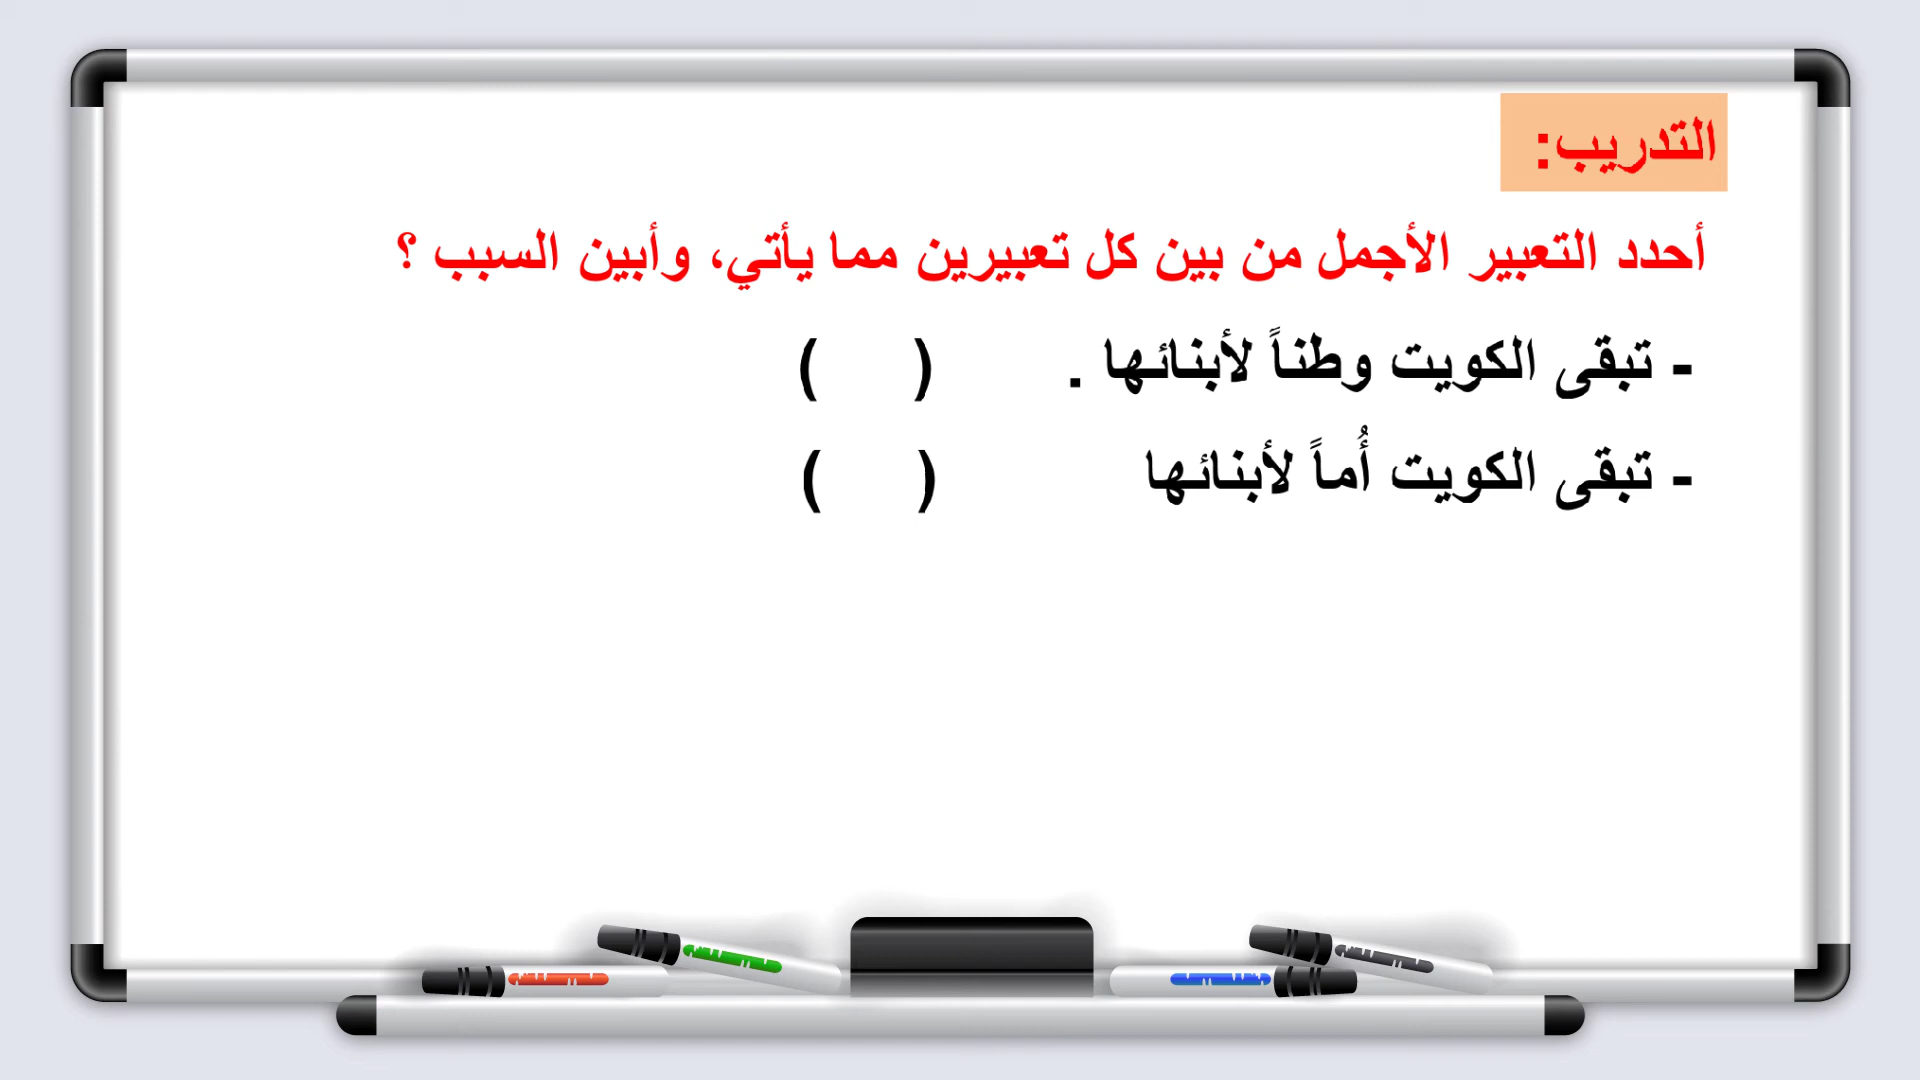 التدريب:
أحدد التعبير الأجمل من بين كل تعبيرين مما يأتي، وأبين السبب ؟
- تبقى الكويت وطناً لأبنائها . ( )
- تبقى الكويت أُماً لأبنائها ( )